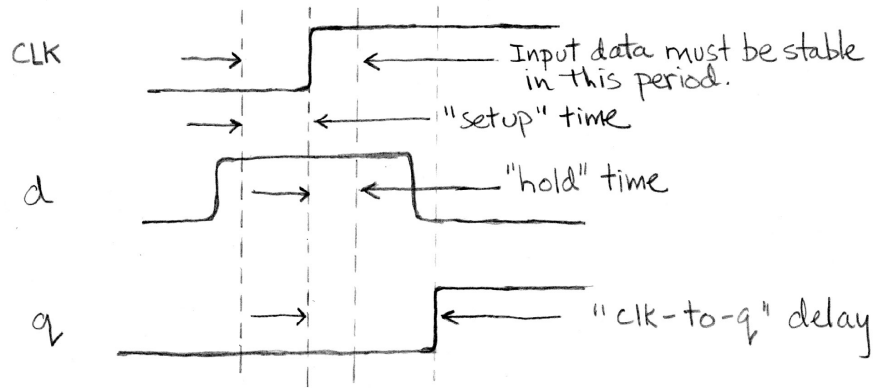 CLK
Input data must be stable
in this period.
"setup" time
d
"hold" time
q
"clk-to-q" delay